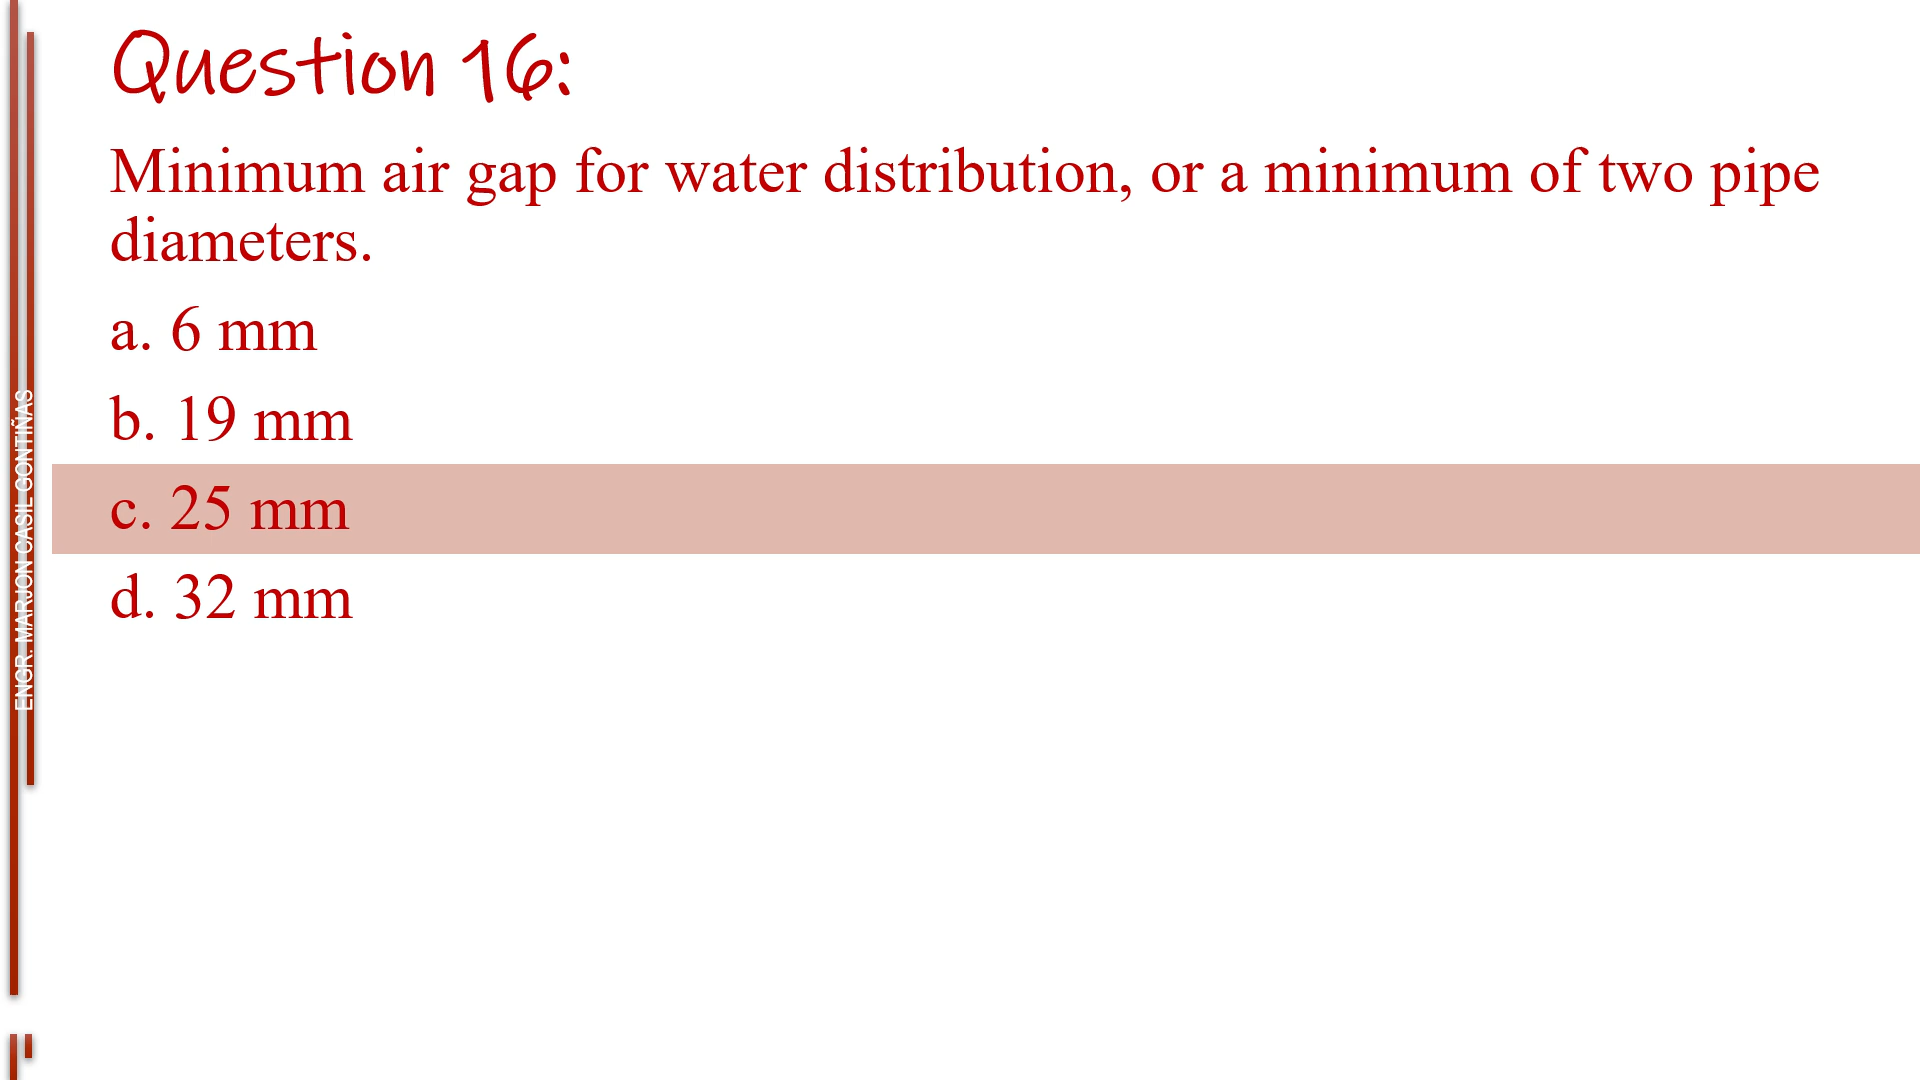 Question 16:
Minimum air gap for water distribution, or a minimum of two pipe
diameters.
a. 6 mm
b. 19 mm
c. 25 mm
d. 32 mm
ENGR. MARJON CASIL GONTIÑAS